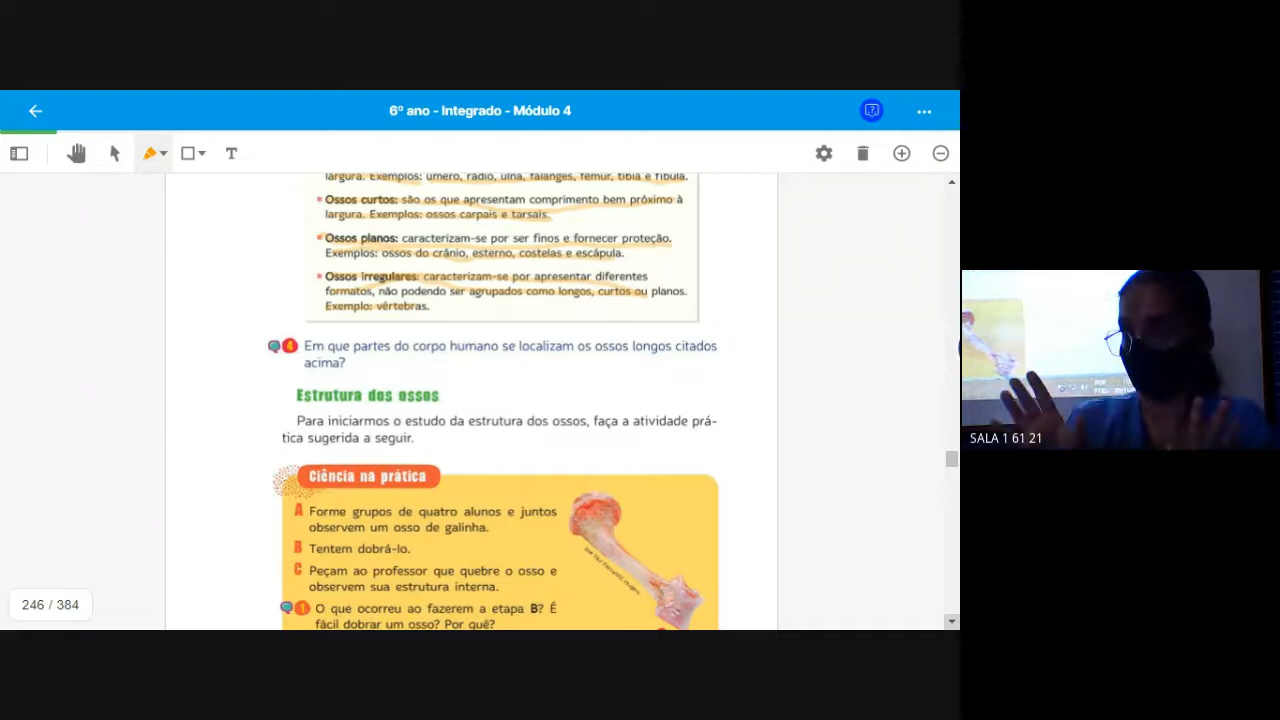 6º ano - Integrado - Módulo 4
T
largura. Exemplos: úmero, rádio, ulna, falanges, fêmur, tíbia e fíbula.
Ossos curtos: são os que apresentam comprimento bem próximo à
largura. Exemplos: ossos carpais e tarsais.
Ossos planos: caracterizam-se por ser finos e fornecer proteção.
Exemplos: ossos do crânio, esterno, costelas e escápula.
Ossos irregulares: caracterizam-se por apresentar diferentes
formatos, não podendo ser agrupados como longos, curtos ou planos.
Exemplo: vértebras.
4 Em que partes do corpo humano se localizam os ossos longos citados
acima?
Estrutura dos ossos
Para iniciarmos o estudo da estrutura dos ossos, faça a atividade prá-
tica sugerida a seguir.
Ciência na prática
A Forme grupos de quatro alunos e juntos
observem um osso de galinha.
B Tentem dobrá-lo.
C Peçam ao professor que quebre o osso e
observem sua estrutura interna.
1 O que ocorreu ao fazerem a etapa B? É
fácil dobrar um osso? Por quê?
246 / 384
SALA 1 61 21